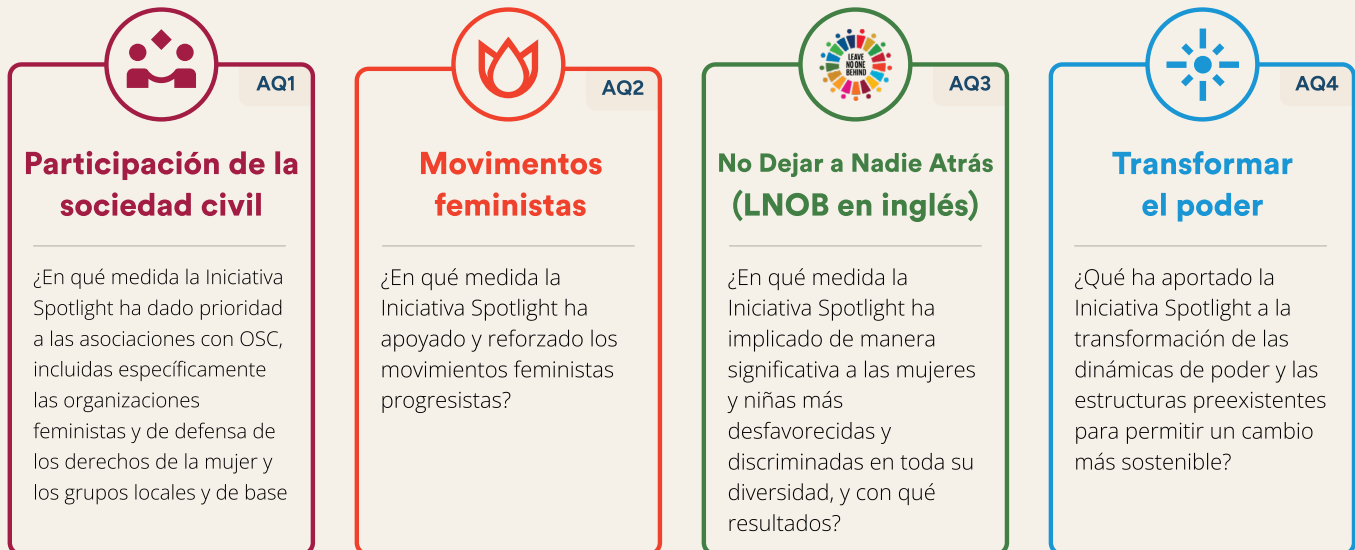 AQ1
Participación de la
sociedad civil
¿En qué medida la Iniciativa
Spotlight ha dado prioridad
a las asociaciones con OSC,
incluidas específicamente
las organizaciones
feministas y de defensa de
los derechos de la mujer y
los grupos locales y de base
AQ2
Movimentos
feministas
¿En qué medida la
Iniciativa Spotlight ha
apoyado y reforzado los
movimientos feministas
progresistas?
LEAVE
NO ONE
BEHIND
AQ3
No Dejar a Nadie Atrás
(LNOB en inglés)
¿En qué medida la
Iniciativa Spotlight ha
implicado de manera
significativa a las mujeres
y niñas más
desfavorecidas y
discriminadas en toda su
diversidad, y con qué
resultados?
AQ4
Transformar
el poder
¿Qué ha aportado la
Iniciativa Spotlight a la
transformación de las
dinámicas de poder y las
estructuras preexistentes
para permitir un cambio
más sostenible?